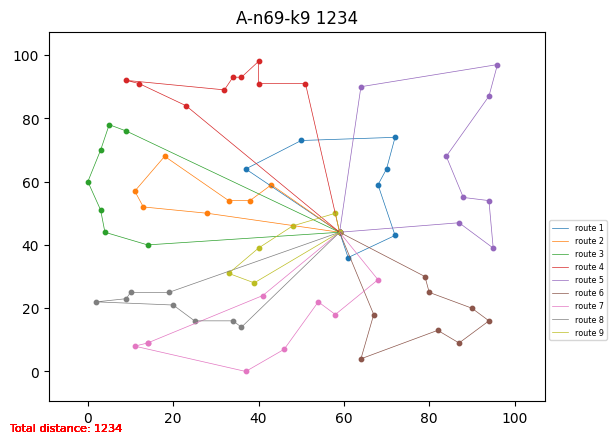 A-n69-k9 1234
100
80
60
40
20
0
0 20 40 60 80 100
route 1
route 2
route 3
route 4
route 5
route 6
route 7
route 8
route 9
Total distance: 1234